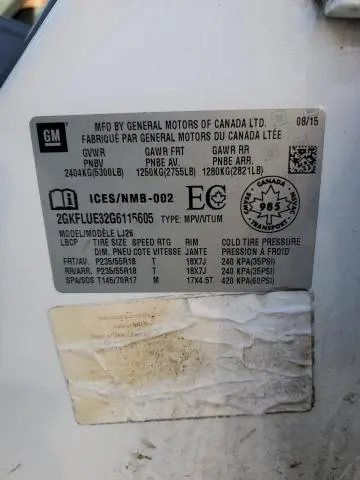 GM
MFD BY GENERAL MOTORS OF CANADA LTD. 08/15
FABRIQUÉ PAR GENERAL MOTORS DU CANADA LTÉE
GVWR GAWR FRT GAWR RR
PNBV PNBE AV. PNBE ARR.
2404KG(5300LB) 1250KG(2755LB) 1280KG(2821LB)
ICES/NMB-002 EC
CANADA
CMVSS NSVAC
985
TRANSPORT
2GKFLUE32G6115605 TYPE: MPV/VTUM
MODEL/MODÈLE LJ26
LBCP TIRE SIZE SPEED RTG RIM COLD TIRE PRESSURE
DIM. PNEU COTE VITESSE JANTE PRESSION À FROID
FRT/AV. P235/55R18 T 18X7J 240 KPA(35PSI)
RR/ARR. P235/55R18 T 18X7J 240 KPA(35PSI)
SPA/SOS T145/70R17 M 17X4.5T 420 KPA(60PSI)